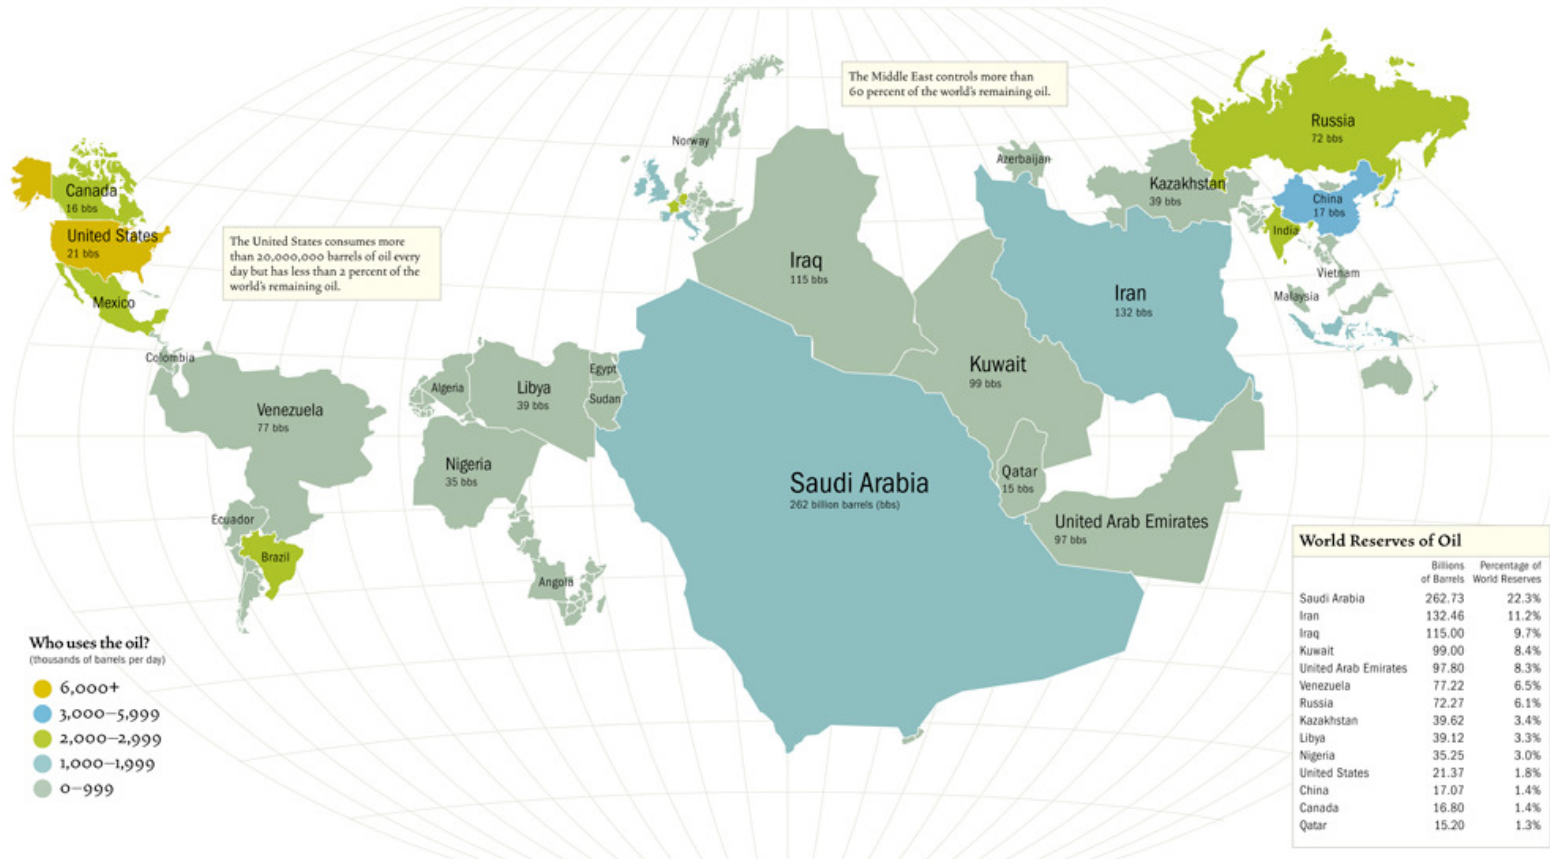 The Middle East controls more than
60 percent of the world's remaining oil.
Russia
72 bbs
Norway
Azerbaijan
Canada
16 bbs
Kazakhstan
39 bbs
China
17 bbs
United States
21 bbs
India
The United States consumes more
than 20,000,000 barrels of oil every
day but has less than 2 percent of the
world's remaining oil.
Iraq
115 bbs
Vietnam
Iran
132 bbs
Malaysia
Mexico
Colombia
Kuwait
99 bbs
Egypt
Algeria
Libya
39 bbs
Sudan
Venezuela
77 bbs
Nigeria
35 bbs
Qatar
15 bbs
Saudi Arabia
262 billion barrels (bbs)
Ecuador
United Arab Emirates
97 bbs
Brazil
Angola
Who uses the oil?
(thousands of barrels per day)
6,000+
3,000–5,999
2,000–2,999
1,000–1,999
0–999
World Reserves of Oil
Billions Percentage of
of Barrels World Reserves
Saudi Arabia 262.73 22.3%
Iran 132.46 11.2%
Iraq 115.00 9.7%
Kuwait 99.00 8.4%
United Arab Emirates 97.80 8.3%
Venezuela 77.22 6.5%
Russia 72.27 6.1%
Kazakhstan 39.62 3.4%
Libya 39.12 3.3%
Nigeria 35.25 3.0%
United States 21.37 1.8%
China 17.07 1.4%
Canada 16.80 1.4%
Qatar 15.20 1.3%